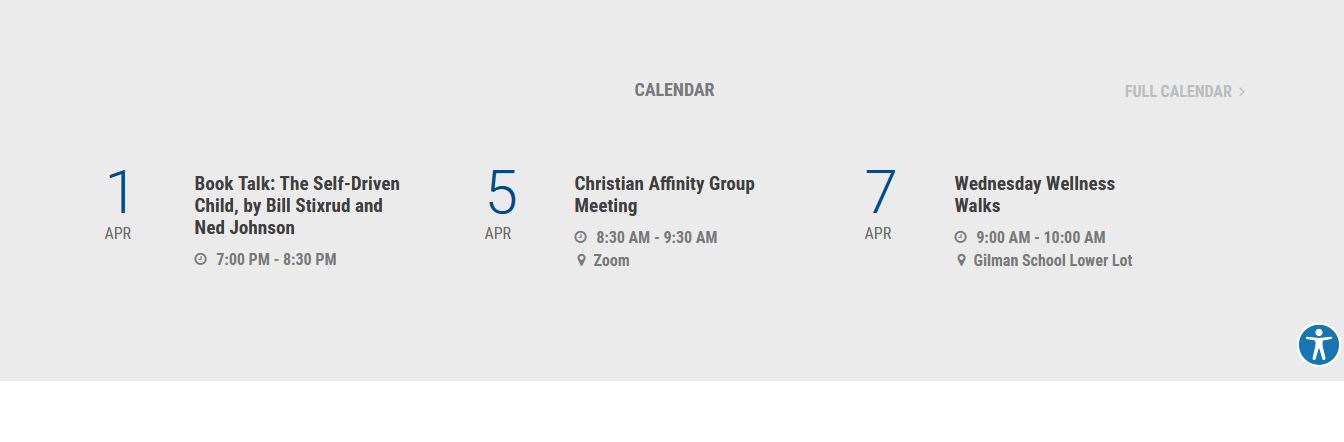 CALENDAR
FULL CALENDAR
1
APR
Book Talk: The Self-Driven
Child, by Bill Stixrud and
Ned Johnson
7:00 PM - 8:30 PM
5
APR
Christian Affinity Group
Meeting
8:30 AM - 9:30 AM
Zoom
7
APR
Wednesday Wellness
Walks
9:00 AM - 10:00 AM
Gilman School Lower Lot